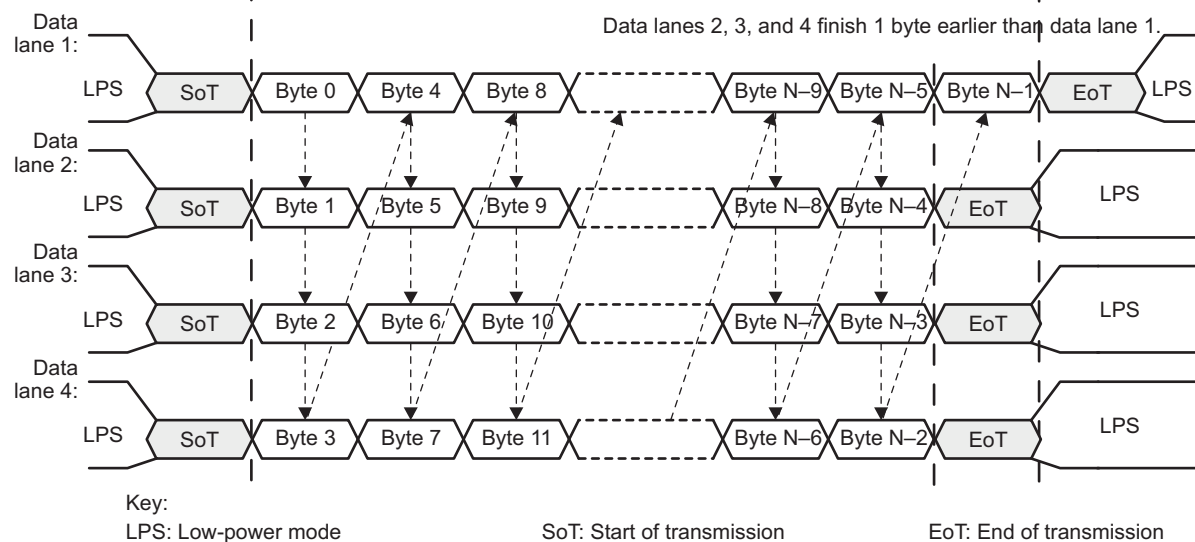 Data lanes 2, 3, and 4 finish 1 byte earlier than data lane 1.
Data
lane 1:
LPS SoT Byte 0 Byte 4 Byte 8 Byte N–9 Byte N–5 Byte N–1 EoT LPS
Data
lane 2:
LPS SoT Byte 1 Byte 5 Byte 9 Byte N–8 Byte N–4 EoT LPS
Data
lane 3:
LPS SoT Byte 2 Byte 6 Byte 10 Byte N–7 Byte N–3 EoT LPS
Data
lane 4:
LPS SoT Byte 3 Byte 7 Byte 11 Byte N–6 Byte N–2 EoT LPS
Key:
LPS: Low-power mode SoT: Start of transmission EoT: End of transmission